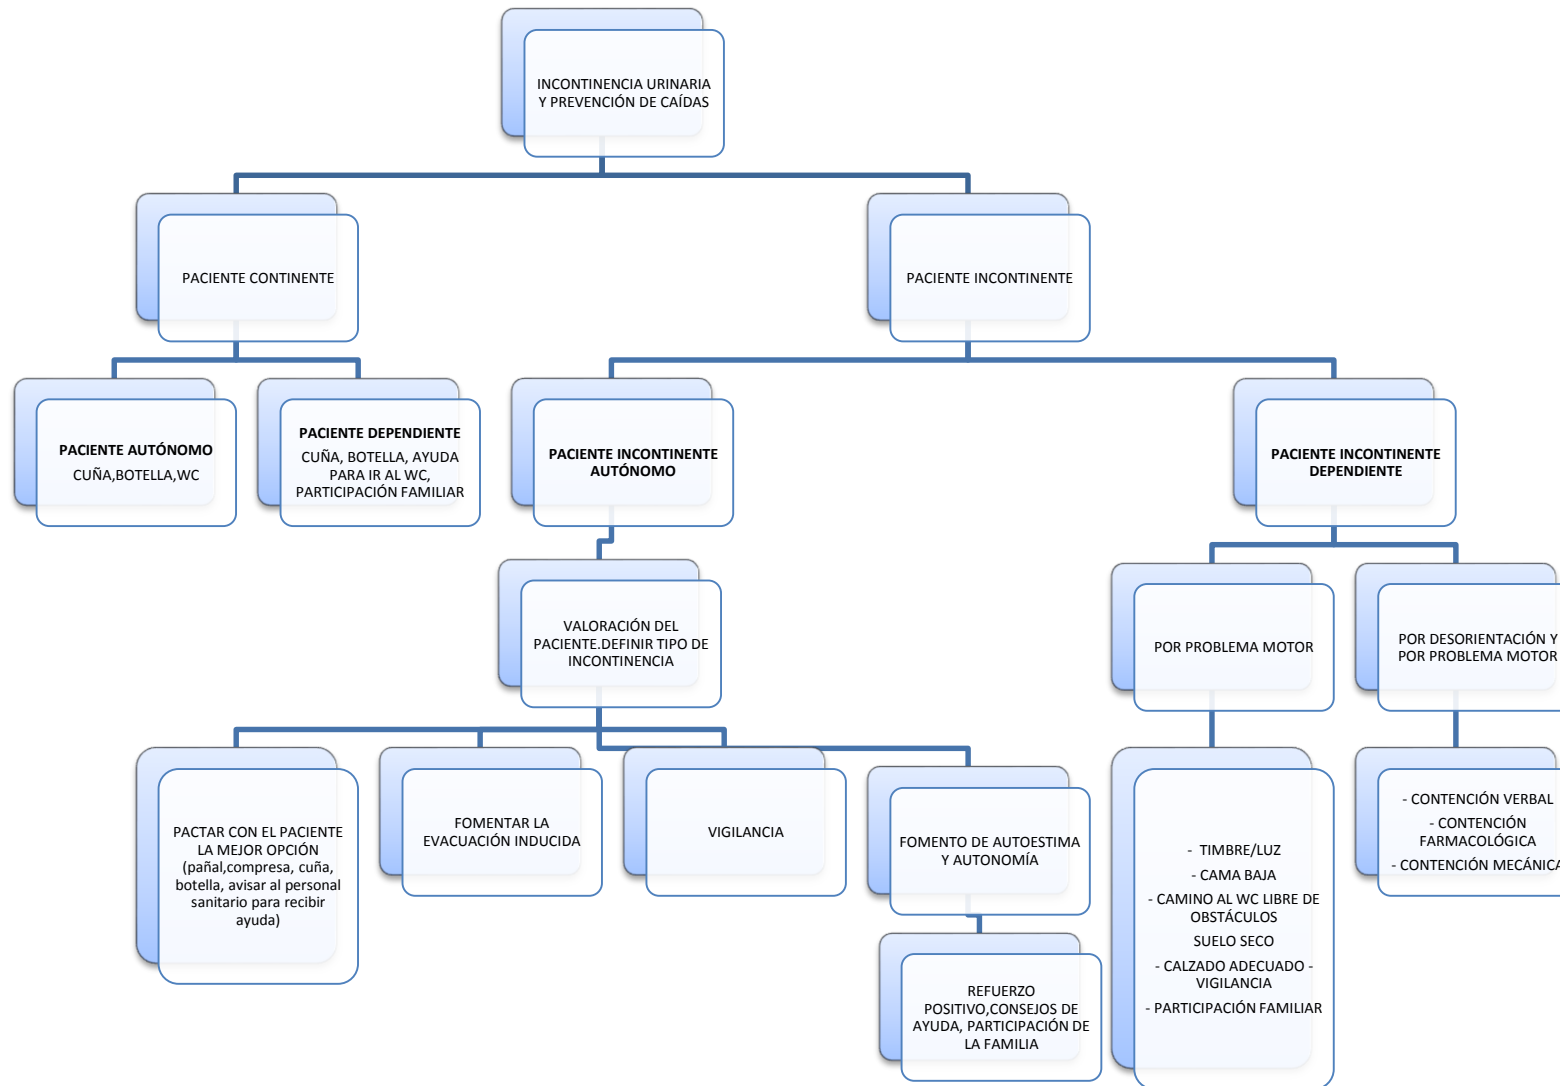 INCONTINENCIA URINARIA
Y PREVENCIÓN DE CAÍDAS
PACIENTE CONTINENTE
PACIENTE INCONTINENTE
PACIENTE AUTÓNOMO
CUÑA,BOTELLA,WC
PACIENTE DEPENDIENTE
CUÑA, BOTELLA, AYUDA
PARA IR AL WC,
PARTICIPACIÓN FAMILIAR
PACIENTE INCONTINENTE
AUTÓNOMO
PACIENTE INCONTINENTE
DEPENDIENTE
VALORACIÓN DEL
PACIENTE.DEFINIR TIPO DE
INCONTINENCIA
POR PROBLEMA MOTOR
POR DESORIENTACIÓN Y
POR PROBLEMA MOTOR
PACTAR CON EL PACIENTE
LA MEJOR OPCIÓN
(pañal,compresa, cuña,
botella, avisar al personal
sanitario para recibir
ayuda)
FOMENTAR LA
EVACUACIÓN INDUCIDA
VIGILANCIA
FOMENTO DE AUTOESTIMA
Y AUTONOMÍA
REFUERZO
POSITIVO,CONSEJOS DE
AYUDA, PARTICIPACIÓN DE
LA FAMILIA
- TIMBRE/LUZ
- CAMA BAJA
- CAMINO AL WC LIBRE DE
OBSTÁCULOS
SUELO SECO
- CALZADO ADECUADO -
VIGILANCIA
- PARTICIPACIÓN FAMILIAR
- CONTENCIÓN VERBAL
- CONTENCIÓN
FARMACOLÓGICA
- CONTENCIÓN MECÁNICA